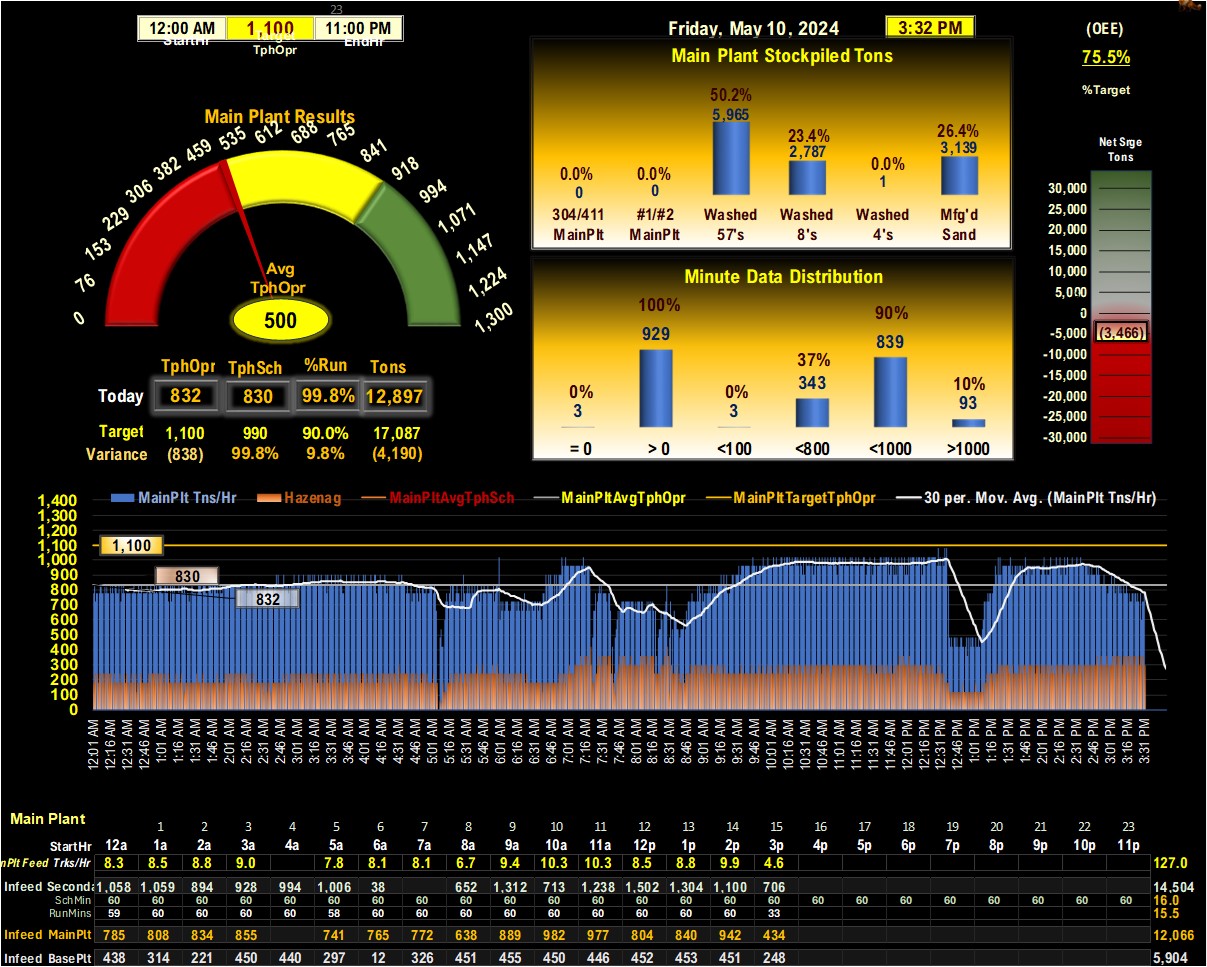 23
12:00 AM 1,100 11:00 PM
StartHr Target EndHr
TphOpr
Friday, May 10, 2024 3:32 PM
(OEE)
75.5%
%Target
Main Plant Stockpiled Tons
50.2%
5,965
23.4%
2,787
26.4%
3,139
0.0% 0.0% 0.0%
0 0 1
304/411 #1/#2 Washed Washed Washed Mfg'd
MainPlt MainPlt 57's 8's 4's Sand
Main Plant Results
0 76 153 229 306 382 459 535 612 688 765 841 918 994 1,071 1,147 1,224 1,300
Avg
TphOpr
500
TphOpr TphSch %Run Tons
Today 832 830 99.8% 12,897
Target 1,100 990 90.0% 17,087
Variance (838) 99.8% 9.8% (4,190)
Minute Data Distribution
100% 90%
929 839
37%
343
0% 0% 10%
3 3 93
= 0 > 0 <100 <800 <1000 >1000
Net Srge
Tons
30,000
25,000
20,000
15,000
10,000
5,000
0
-5,000 (3,466)
-10,000
-15,000
-20,000
-25,000
-30,000
MainPlt Tns/Hr Hazenag MainPltAvgTphSch MainPltAvgTphOpr MainPltTargetTphOpr 30 per. Mov. Avg. (MainPlt Tns/Hr)
1,400
1,300
1,200
1,100 1,100
1,000
900 830
800 832
700
600
500
400
300
200
100
0
12:01 AM 12:16 AM 12:31 AM 12:46 AM 1:01 AM 1:16 AM 1:31 AM 1:46 AM 2:01 AM 2:16 AM 2:31 AM 2:46 AM 3:01 AM 3:16 AM 3:31 AM 3:46 AM 4:01 AM 4:16 AM 4:31 AM 4:46 AM 5:01 AM 5:16 AM 5:31 AM 5:46 AM 6:01 AM 6:16 AM 6:31 AM 6:46 AM 7:01 AM 7:16 AM 7:31 AM 7:46 AM 8:01 AM 8:16 AM 8:31 AM 8:46 AM 9:01 AM 9:16 AM 9:31 AM 9:46 AM 10:01 AM 10:16 AM 10:31 AM 10:46 AM 11:01 AM 11:16 AM 11:31 AM 11:46 AM 12:01 PM 12:16 PM 12:31 PM 12:46 PM 1:01 PM 1:16 PM 1:31 PM 1:46 PM 2:01 PM 2:16 PM 2:31 PM 2:46 PM 3:01 PM 3:16 PM 3:31 PM
Main Plant
1 2 3 4 5 6 7 8 9 10 11 12 13 14 15 16 17 18 19 20 21 22 23
StartHr 12a 1a 2a 3a 4a 5a 6a 7a 8a 9a 10a 11a 12p 1p 2p 3p 4p 5p 6p 7p 8p 9p 10p 11p
nPlt Feed Trks/Hr 8.3 8.5 8.8 9.0 7.8 8.1 8.1 6.7 9.4 10.3 10.3 8.5 8.8 9.9 4.6 127.0
Infeed Seconda 1,058 1,059 894 928 994 1,006 38 652 1,312 713 1,238 1,502 1,304 1,100 706 14,504
SchMin 60 60 60 60 60 60 60 60 60 60 60 60 60 60 60 60 60 60 60 60 60 60 60 60 16.0
RunMins 59 60 60 60 60 58 60 60 60 60 60 60 60 60 60 33 15.5
Infeed MainPlt 785 808 834 855 741 765 772 638 889 982 977 804 840 942 434 12,066
Infeed BasePlt 438 314 221 450 440 297 12 326 451 455 450 446 452 453 451 248 5,904